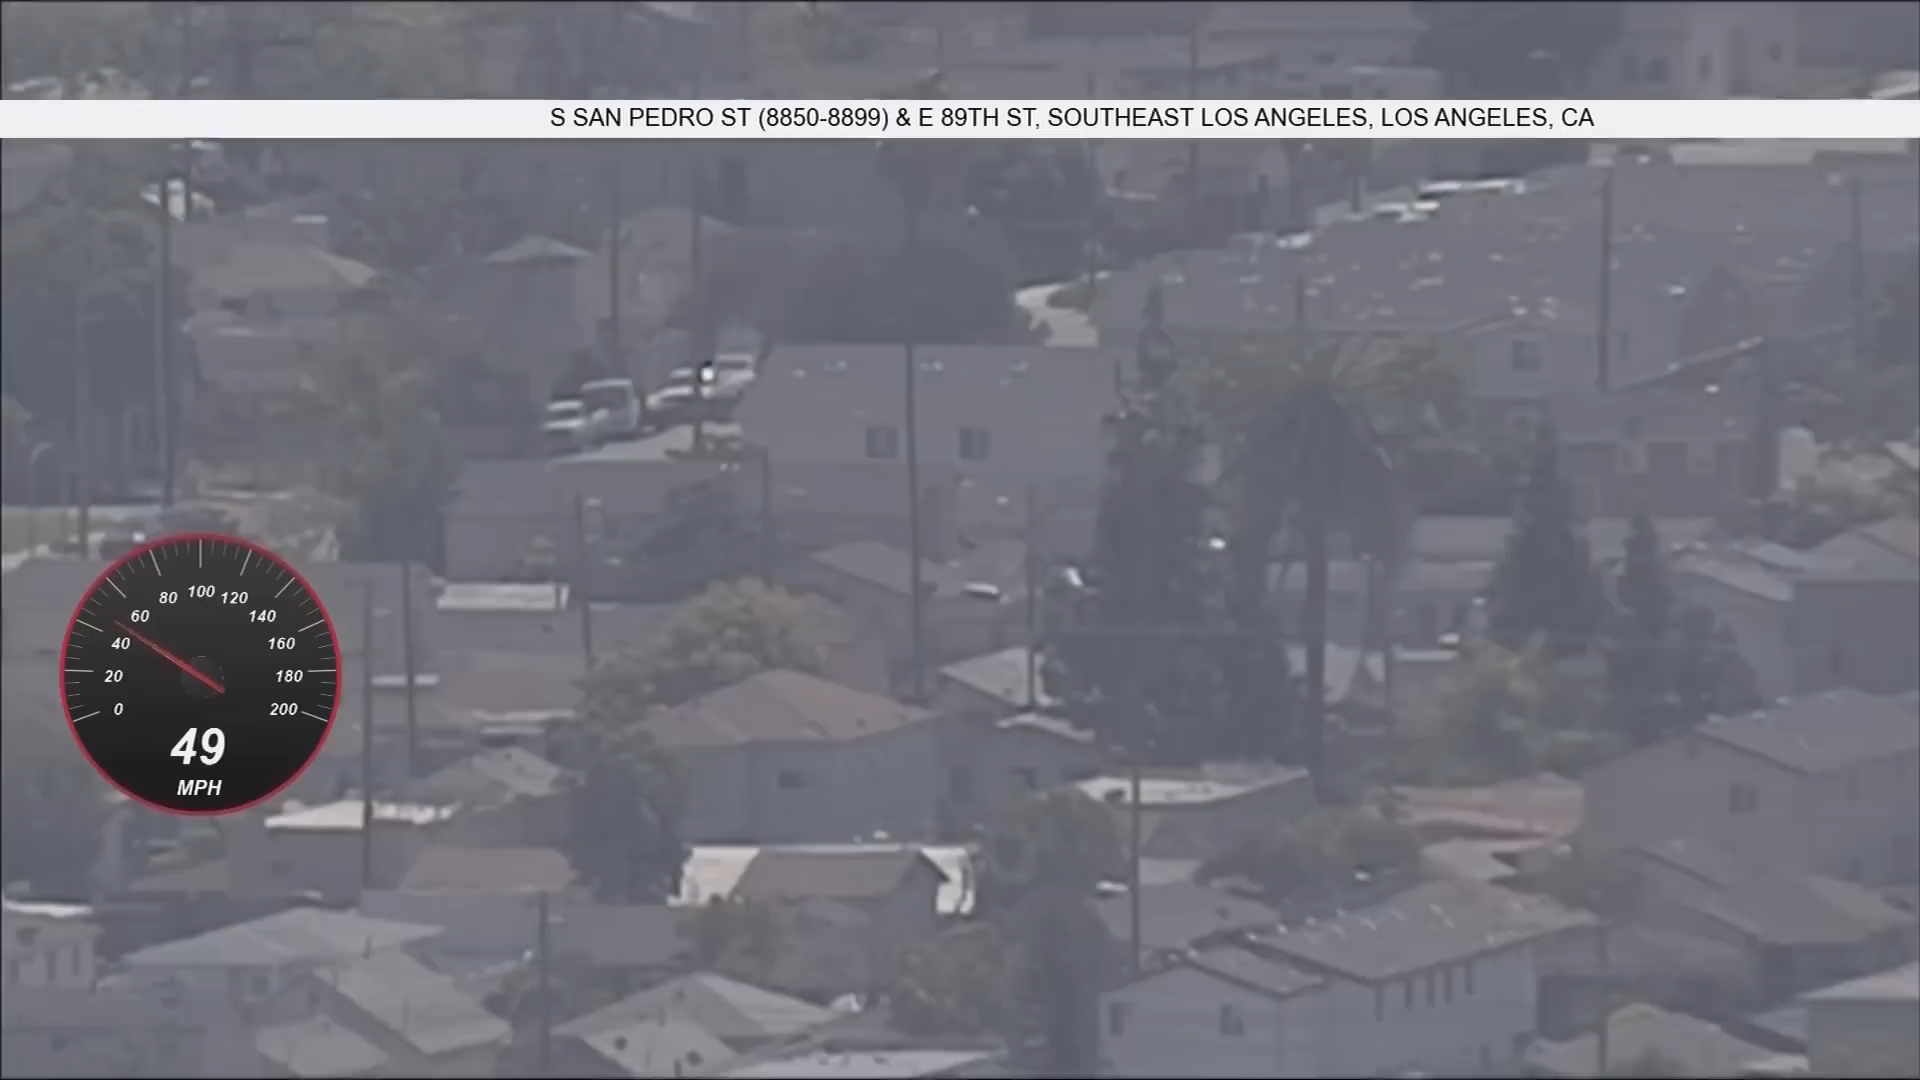 S SAN PEDRO ST (8850-8899) & E 89TH ST, SOUTHEAST LOS ANGELES, LOS ANGELES, CA
0 20 40 60 80 100 120 140 160 180 200
49
MPH